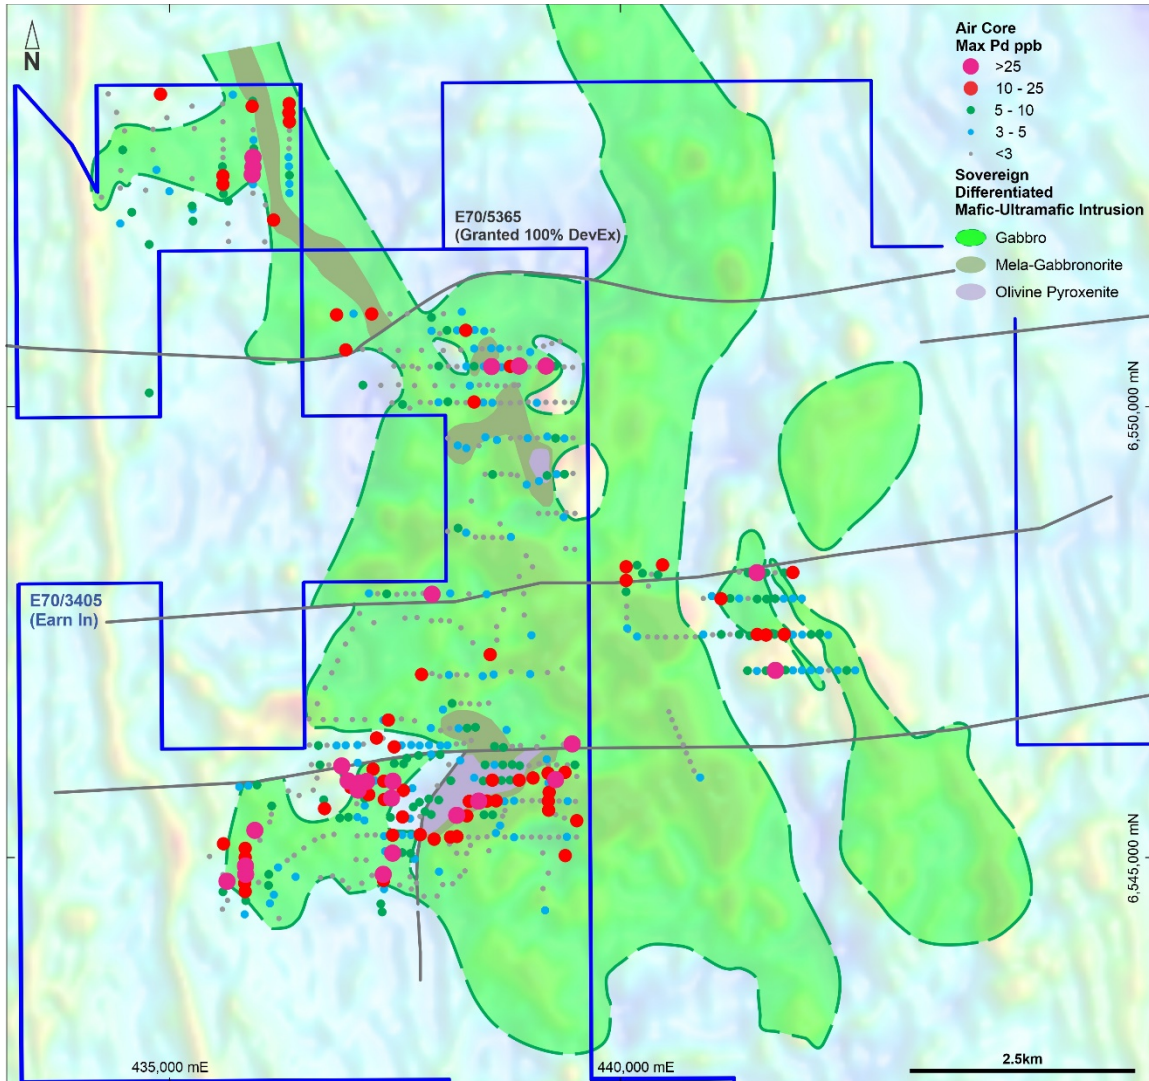 N
Air Core
Max Pd ppb
>25
10 - 25
5 - 10
3 - 5
<3
Sovereign
Differentiated
Mafic-Ultramafic Intrusion
Gabbro
Mela-Gabbronorite
Olivine Pyroxenite
E70/5365
(Granted 100% DevEx)
6,550,000 mN
E70/3405
(Earn In)
6,545,000 mN
435,000 mE
440,000 mE
2.5km